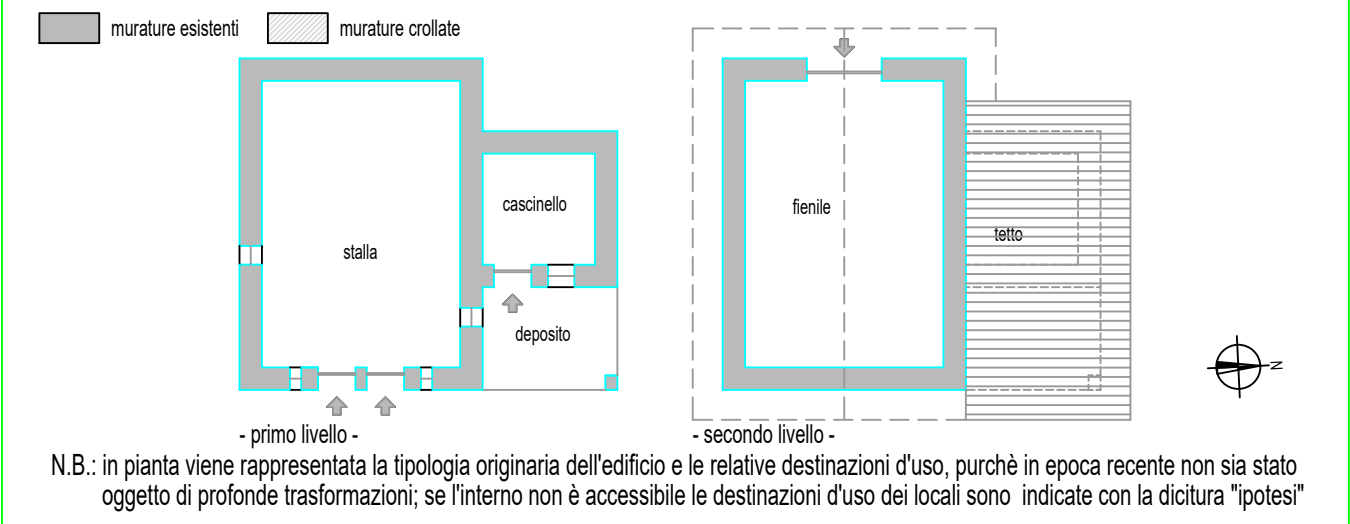 murature esistenti
murature crollate
stalla
cascinello
deposito
fienile
tetto
N
- primo livello -
- secondo livello -
N.B.: in pianta viene rappresentata la tipologia originaria dell'edificio e le relative destinazioni d'uso, purchè in epoca recente non sia stato
oggetto di profonde trasformazioni; se l'interno non è accessibile le destinazioni d'uso dei locali sono indicate con la dicitura "ipotesi"